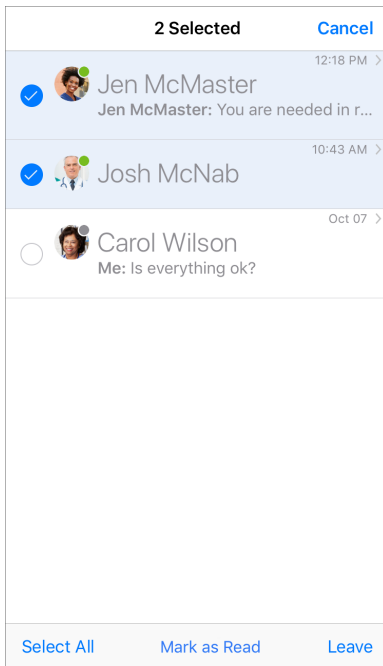 2 Selected Cancel
12:18 PM
Jen McMaster
Jen McMaster: You are needed in r...
10:43 AM
Josh McNab
Oct 07
Carol Wilson
Me: Is everything ok?
Select All Mark as Read Leave